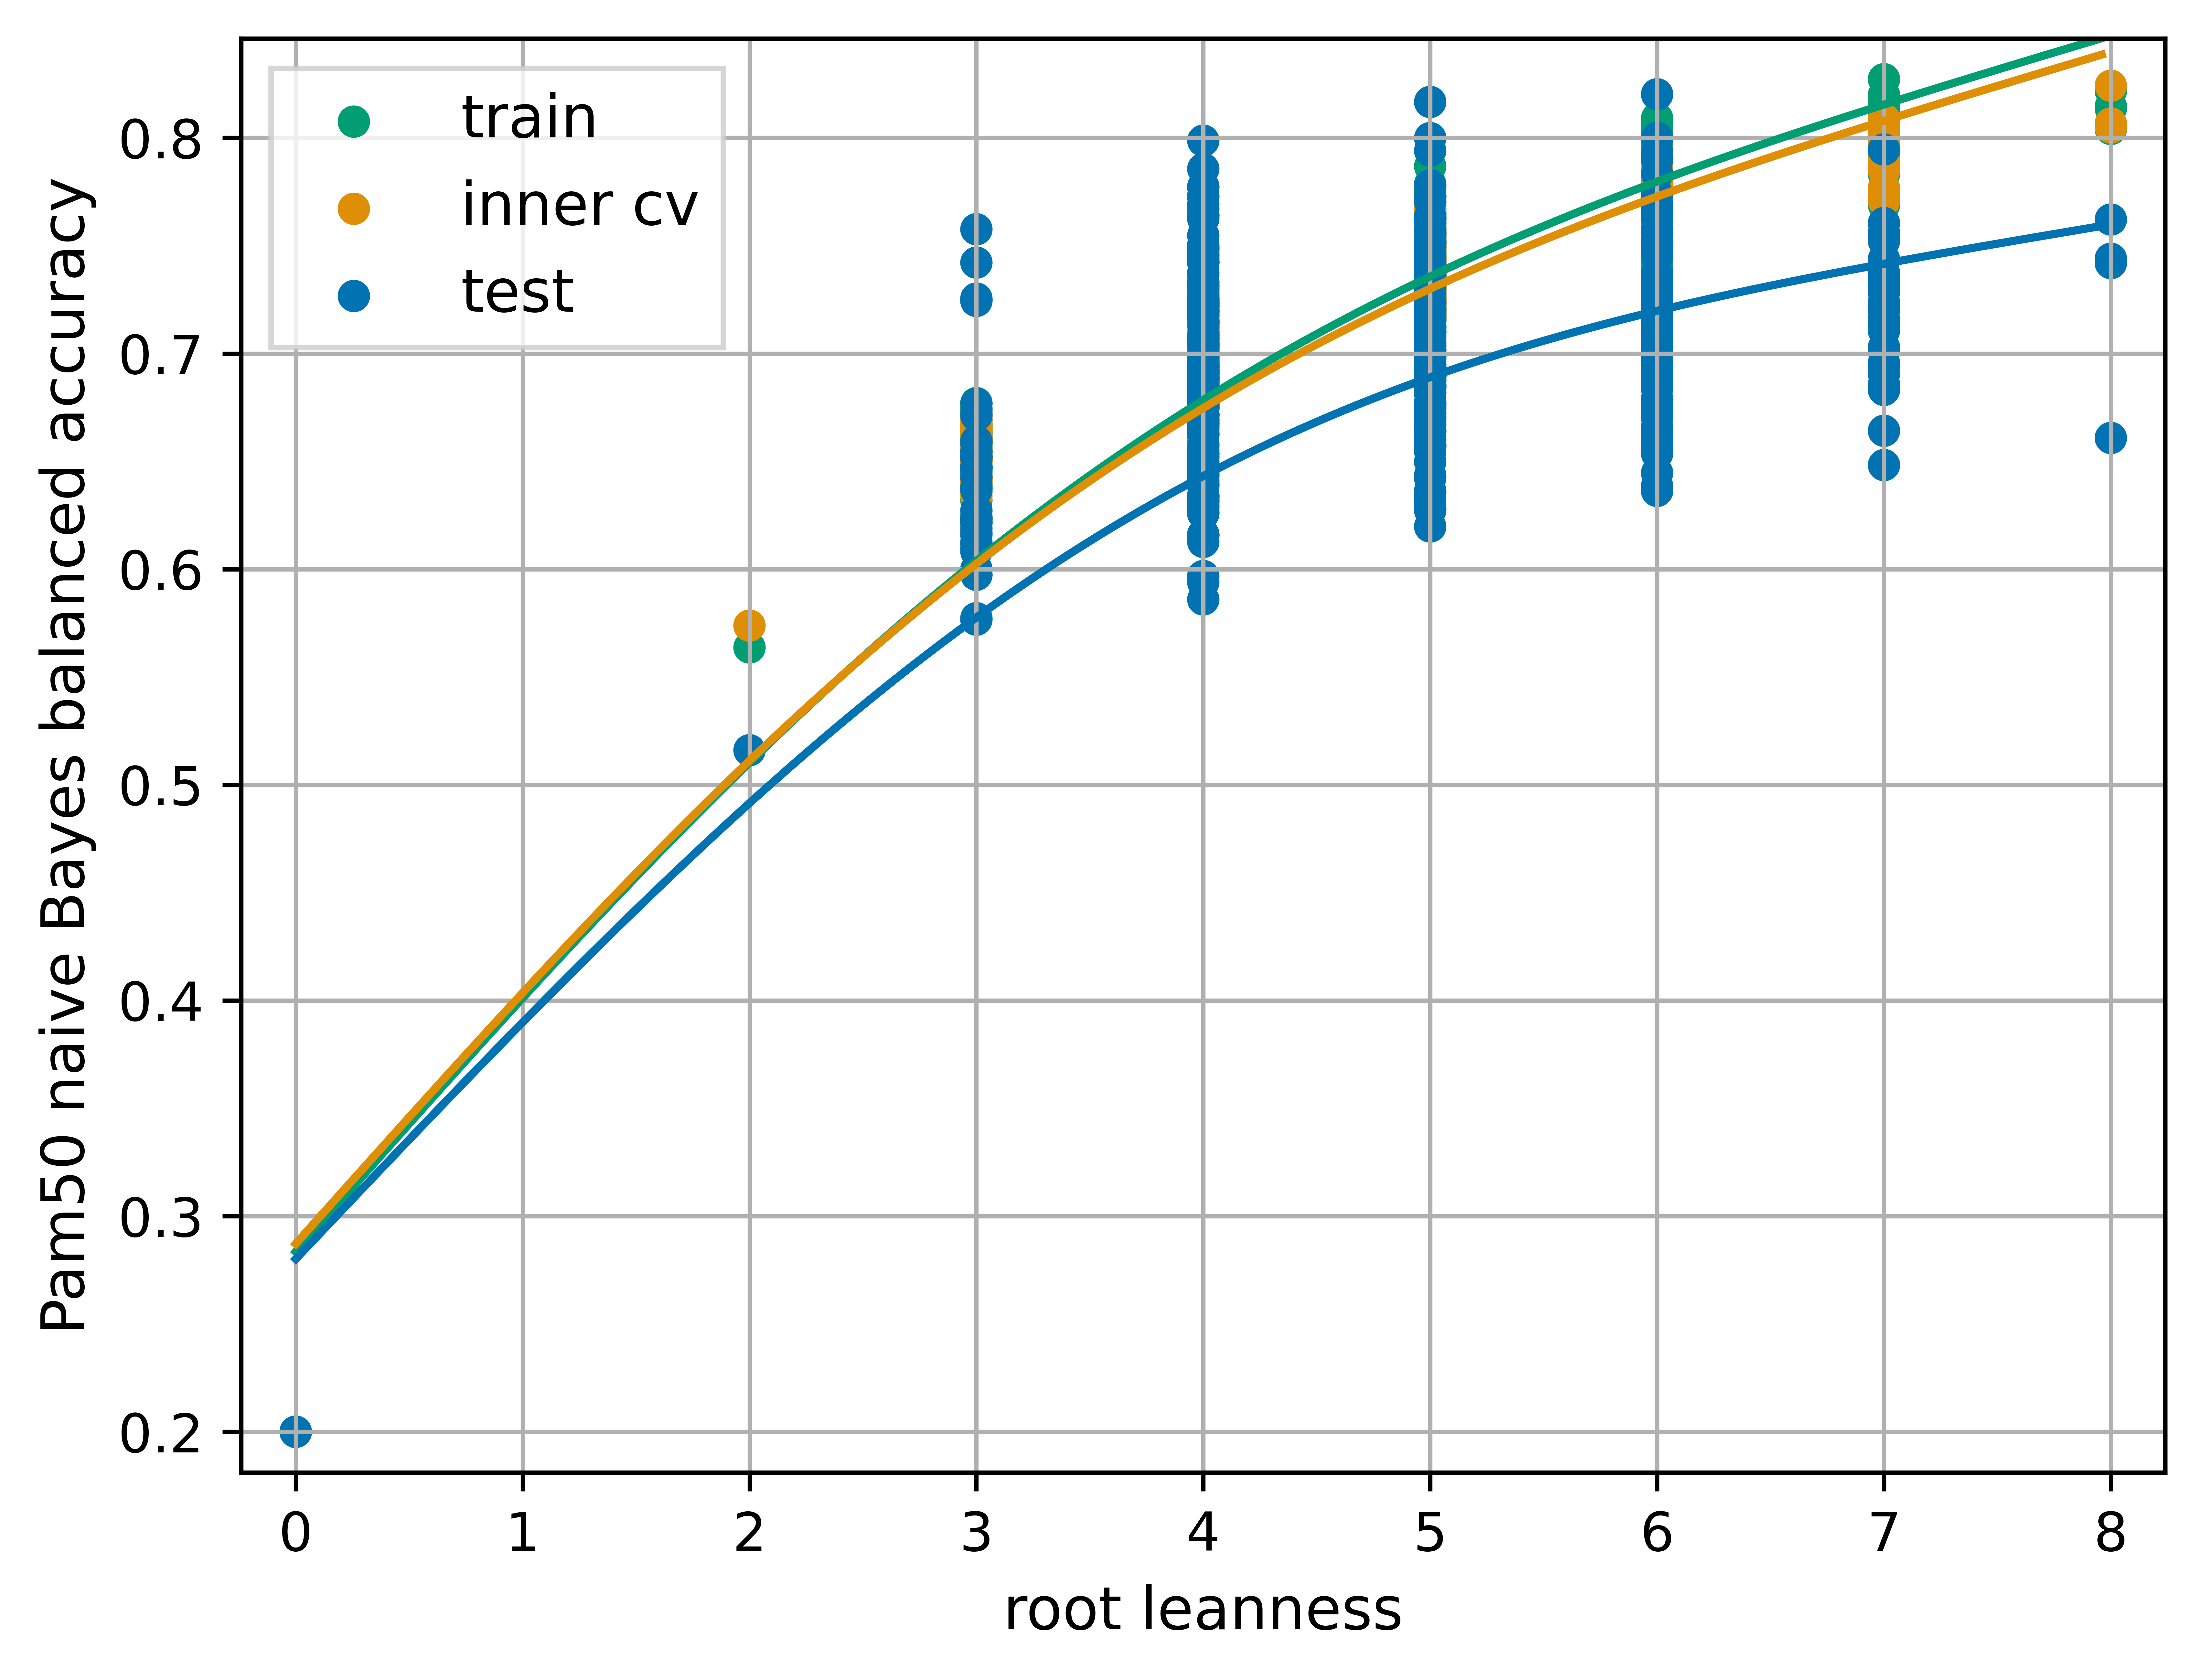 train
inner cv
test
Pam50 naive Bayes balanced accuracy
0.8
0.7
0.6
0.5
0.4
0.3
0.2
0 1 2 3 4 5 6 7 8
root leanness